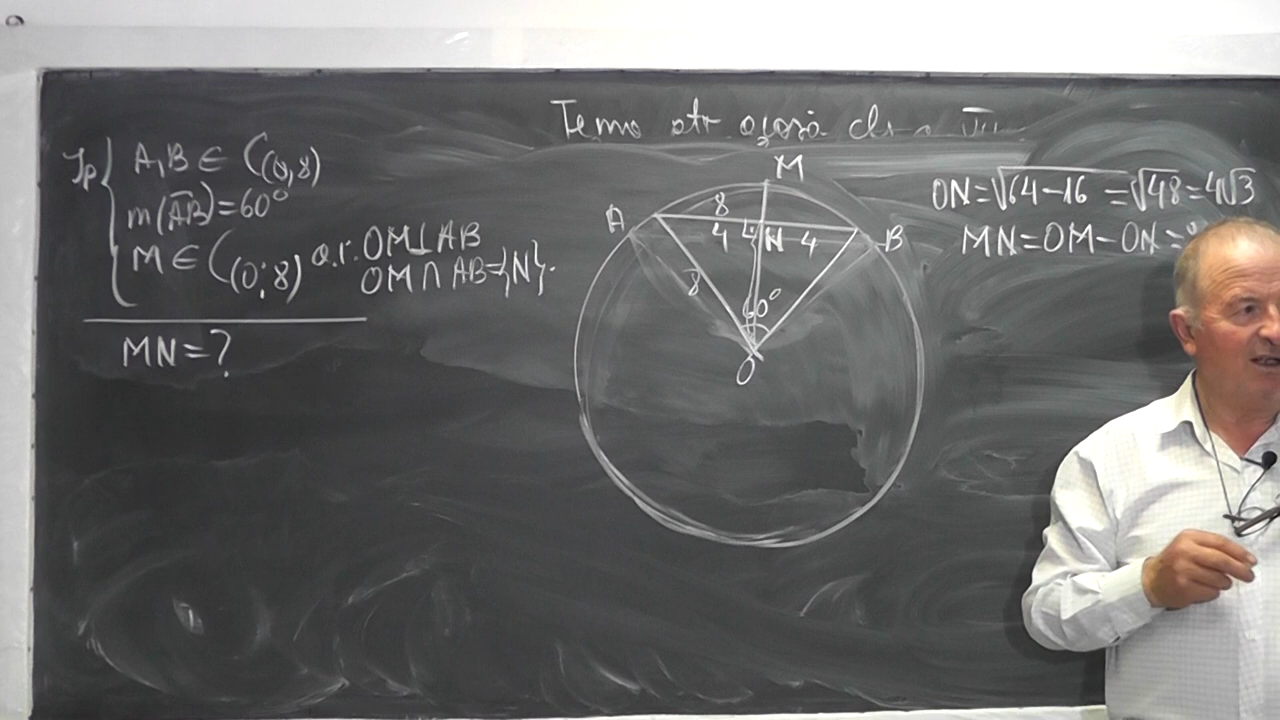 Tema
Ip { A,B ∈ C(0,8)
m(AB)=60°
M ∈ C(0;8) a.î. OM⊥AB
OM∩AB={N}.
MN=?
M
A
8
4
4
N
B
8
60°
O
ON=√64-16=√48=4√3
MN=OM-ON=